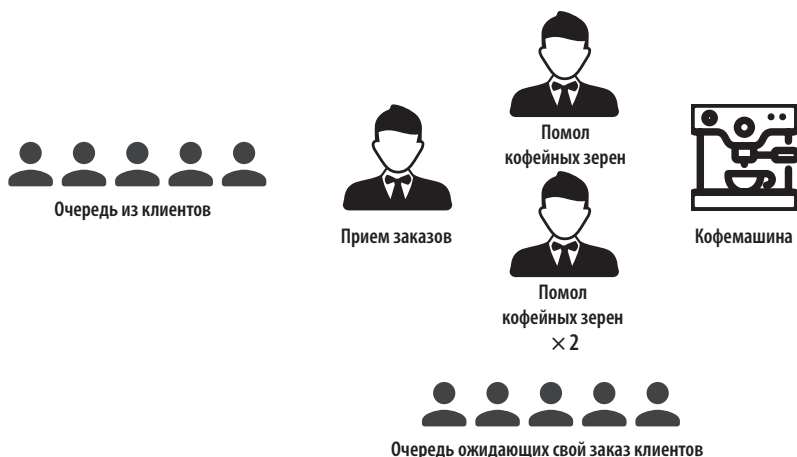 Помол
кофейных зерен
Очередь из клиентов
Прием заказов
Кофемашина
Помол
кофейных зерен
× 2
Очередь ожидающих свой заказ клиентов